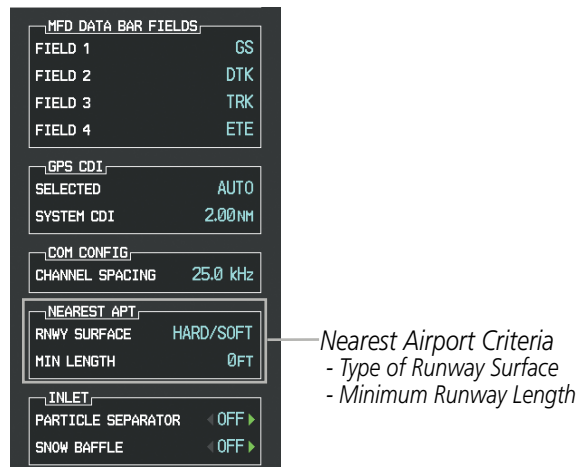 MFD DATA BAR FIELDS
FIELD 1 GS
FIELD 2 DTK
FIELD 3 TRK
FIELD 4 ETE
GPS CDI
SELECTED AUTO
SYSTEM CDI 2.00NM
COM CONFIG
CHANNEL SPACING 25.0 kHz
NEAREST APT
RNWY SURFACE HARD/SOFT
MIN LENGTH 0FT
Nearest Airport Criteria
- Type of Runway Surface
- Minimum Runway Length
INLET
PARTICLE SEPARATOR OFF
SNOW BAFFLE OFF